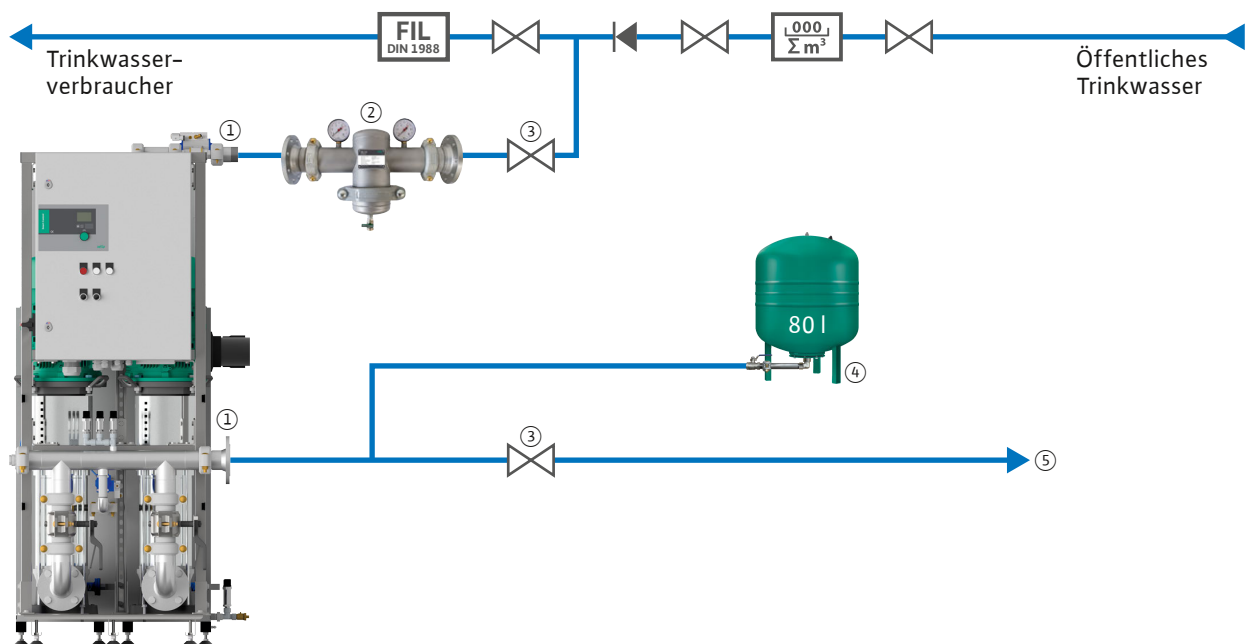 FIL
DIN 1988
000
Σ m³
Trinkwasser-
verbraucher
Öffentliches
Trinkwasser
①
②
③
80 l
④
①
③
⑤